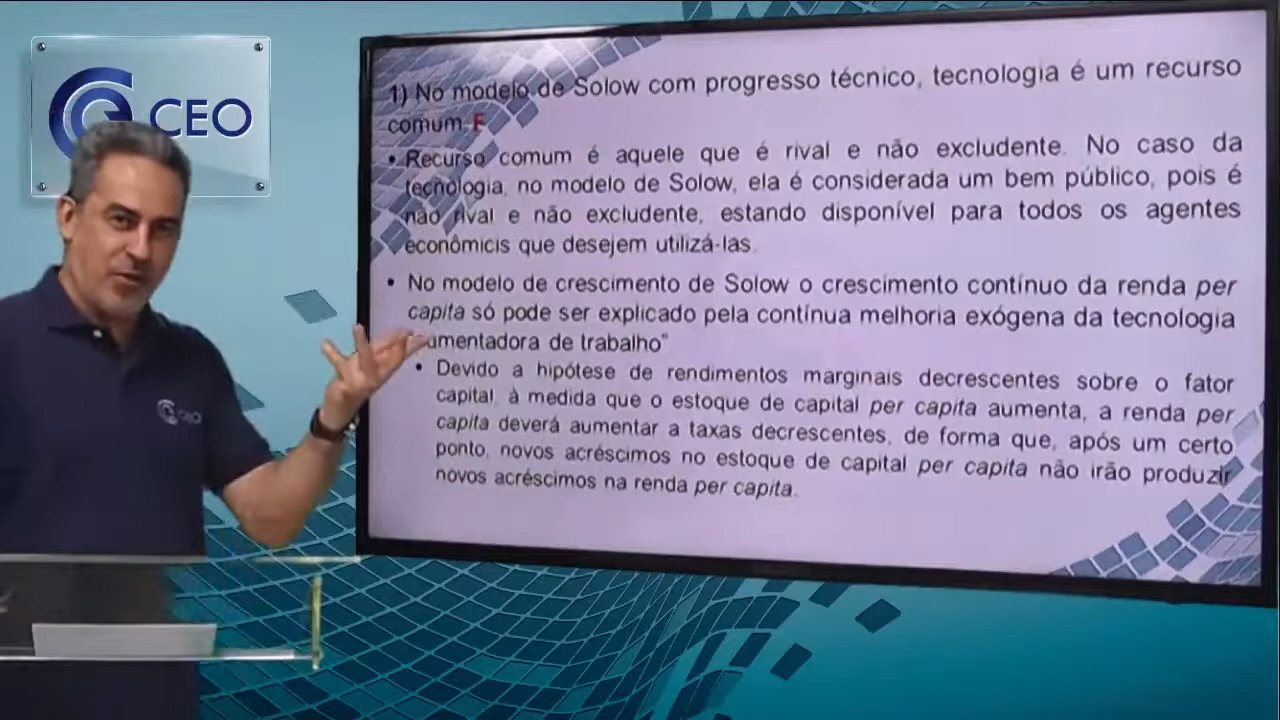 CEO
1) No modelo de Solow com progresso técnico, tecnologia é um recurso
comum F
• Recurso comum é aquele que é rival e não excludente. No caso da
tecnologia, no modelo de Solow, ela é considerada um bem público, pois é
não rival e não excludente, estando disponível para todos os agentes
econômicis que desejem utilizá-las.
• No modelo de crescimento de Solow o crescimento contínuo da renda per
capita só pode ser explicado pela contínua melhoria exógena da tecnologia
umentadora de trabalho"
• Devido a hipótese de rendimentos marginais decrescentes sobre o fator
capital, à medida que o estoque de capital per capita aumenta, a renda per
capita deverá aumentar a taxas decrescentes, de forma que, após um certo
ponto, novos acréscimos no estoque de capital per capita não irão produzir
novos acréscimos na renda per capita.
CEO